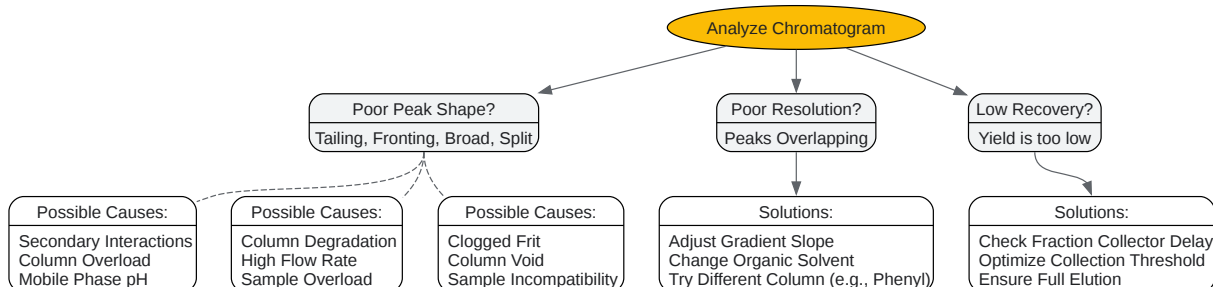 Analyze Chromatogram
Poor Peak Shape?
Tailing, Fronting, Broad, Split
Poor Resolution?
Peaks Overlapping
Low Recovery?
Yield is too low
Possible Causes:
Secondary Interactions
Column Overload
Mobile Phase pH
Possible Causes:
Column Degradation
High Flow Rate
Sample Overload
Possible Causes:
Clogged Frit
Column Void
Sample Incompatibility
Solutions:
Adjust Gradient Slope
Change Organic Solvent
Try Different Column (e.g., Phenyl)
Solutions:
Check Fraction Collector Delay
Optimize Collection Threshold
Ensure Full Elution